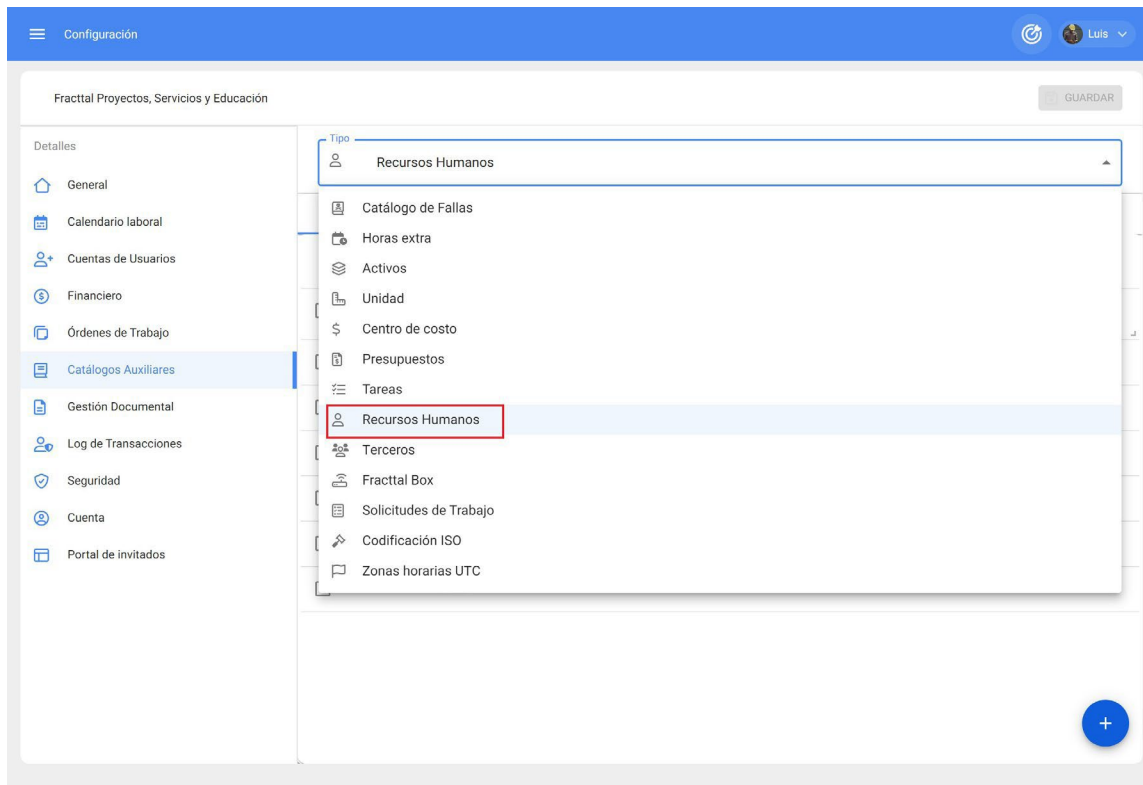 Configuración
Luis
Fracttal Proyectos, Servicios y Educación
GUARDAR
Detalles
General
Calendario laboral
Cuentas de Usuarios
Financiero
Órdenes de Trabajo
Catálogos Auxiliares
Gestión Documental
Log de Transacciones
Seguridad
Cuenta
Portal de invitados
Tipo
Recursos Humanos
Catálogo de Fallas
Horas extra
Activos
Unidad
Centro de costo
Presupuestos
Tareas
Recursos Humanos
Terceros
Fracttal Box
Solicitudes de Trabajo
Codificación ISO
Zonas horarias UTC